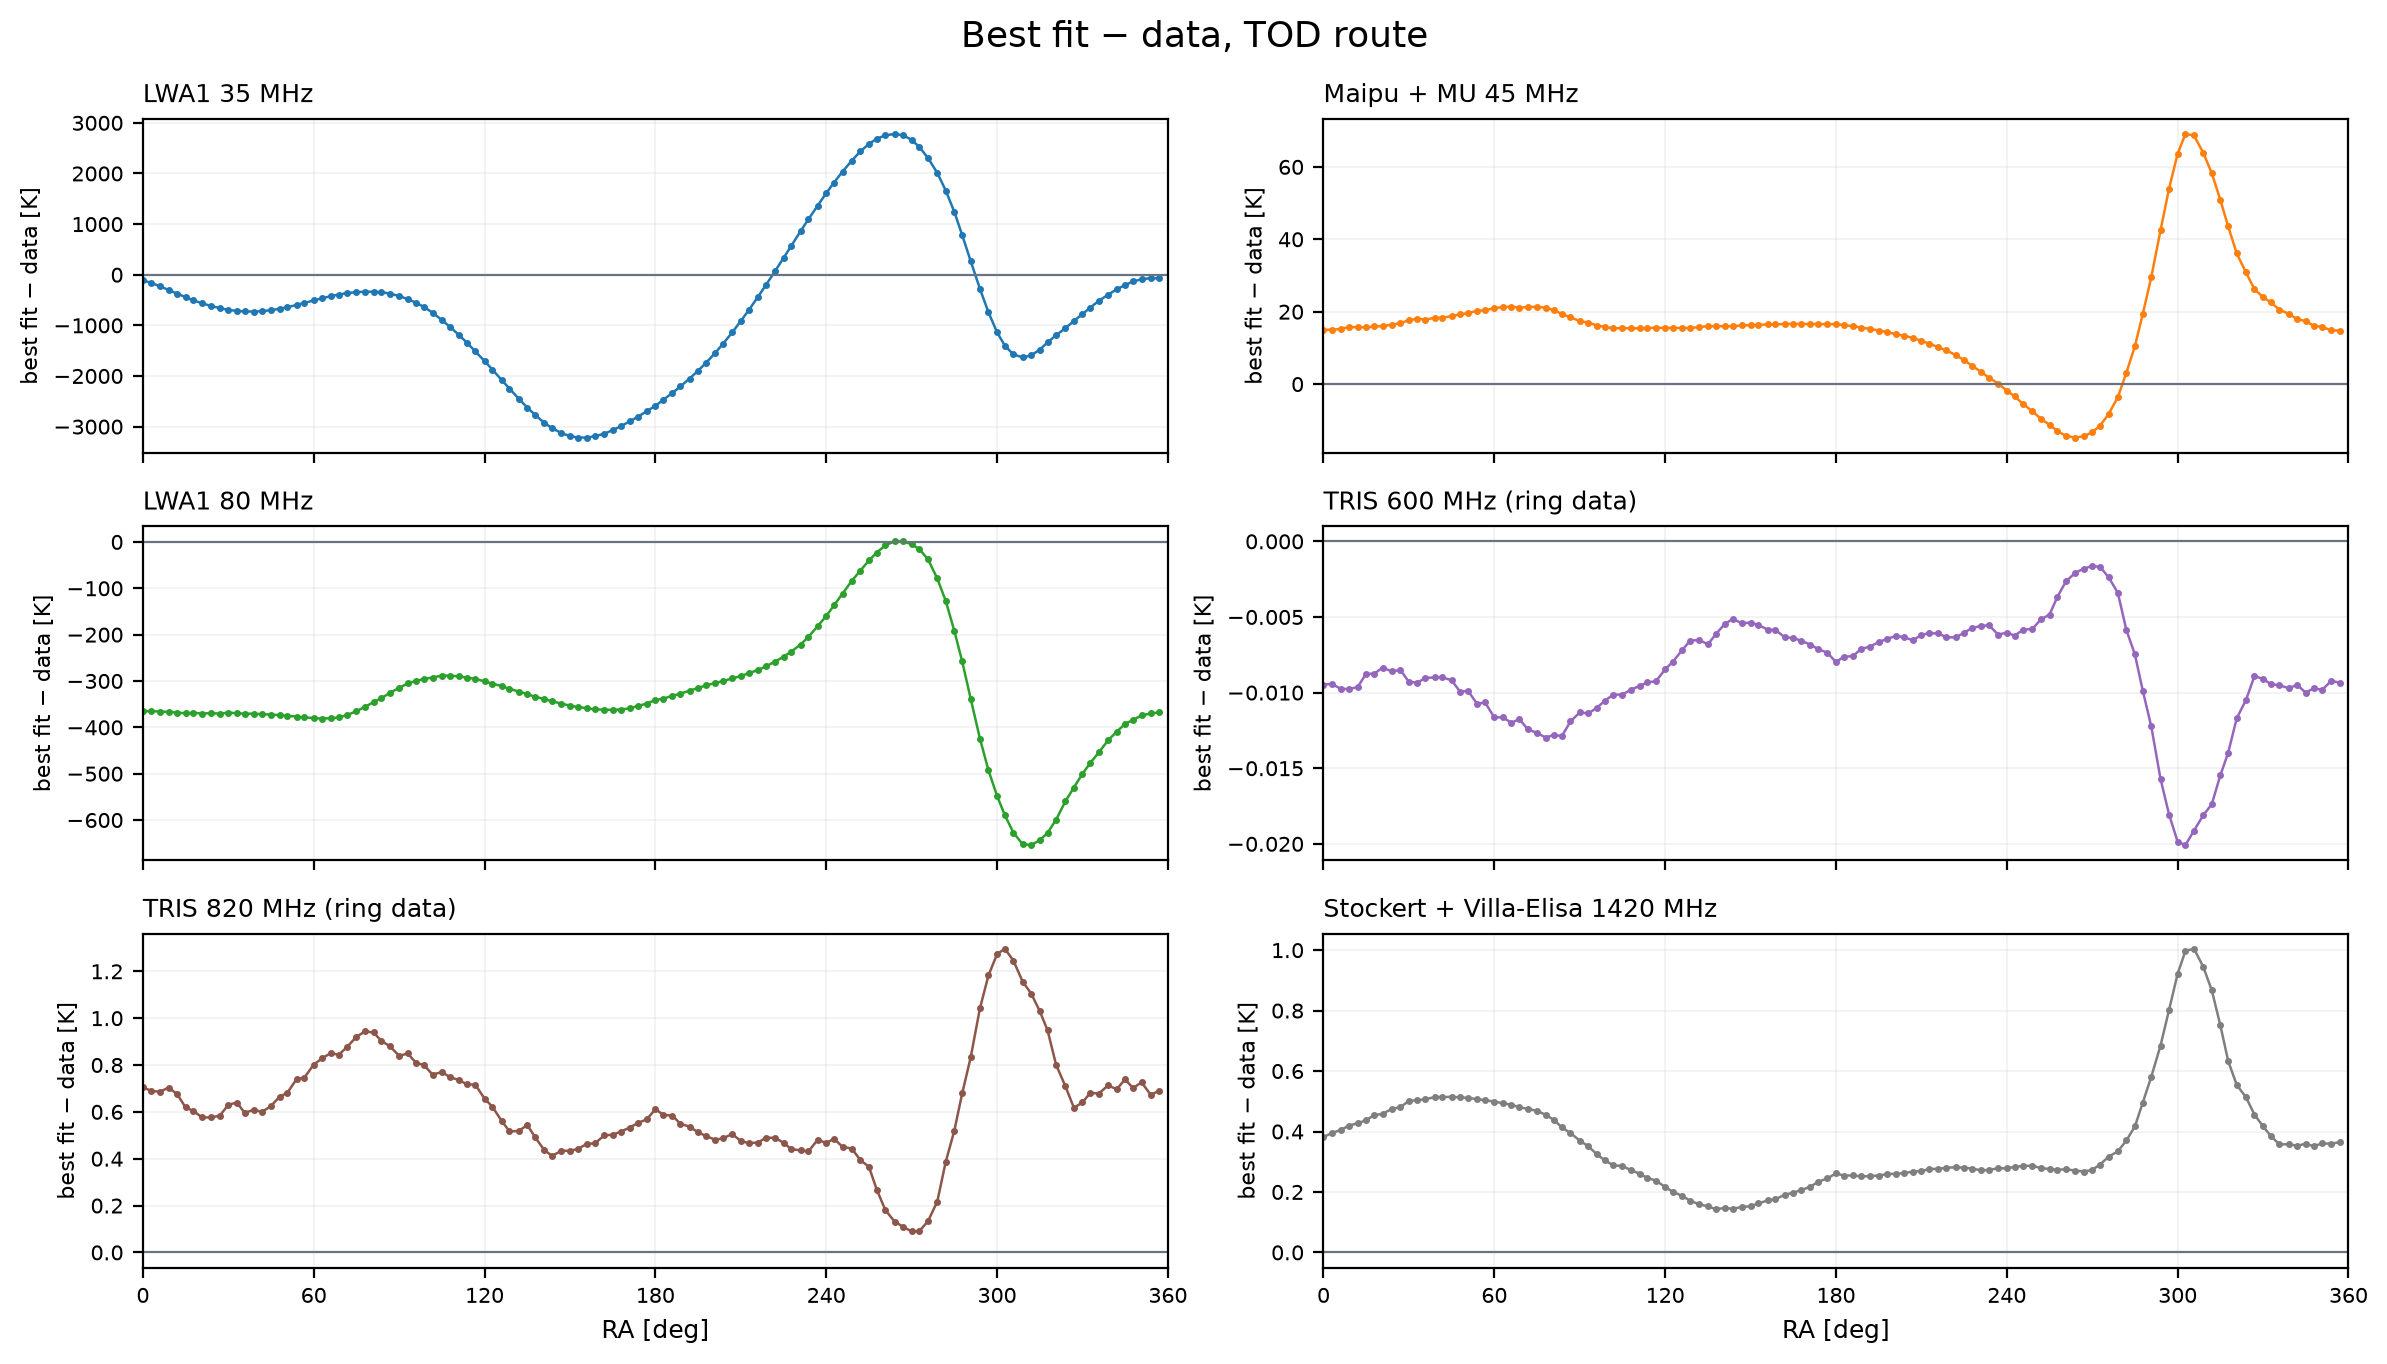 Best fit − data, TOD route
LWA1 35 MHz
3000
2000
1000
0
−1000
−2000
−3000
best fit − data [K]
Maipu + MU 45 MHz
60
40
20
0
best fit − data [K]
LWA1 80 MHz
0
−100
−200
−300
−400
−500
−600
best fit − data [K]
TRIS 600 MHz (ring data)
0.000
−0.005
−0.010
−0.015
−0.020
best fit − data [K]
TRIS 820 MHz (ring data)
1.2
1.0
0.8
0.6
0.4
0.2
0.0
best fit − data [K]
0 60 120 180 240 300 360
RA [deg]
Stockert + Villa-Elisa 1420 MHz
1.0
0.8
0.6
0.4
0.2
0.0
best fit − data [K]
0 60 120 180 240 300 360
RA [deg]